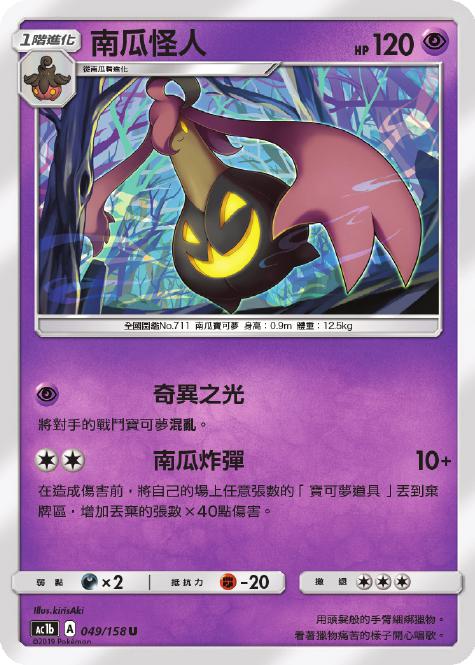 1階進化
南瓜怪人
HP 120
從南瓜精進化
全國圖鑑No.711 南瓜寶可夢 身高：0.9m 體重：12.5kg
奇異之光
將對手的戰鬥寶可夢混亂。
南瓜炸彈 10+
在造成傷害前，將自己的場上任意張數的「寶可夢道具」丟到棄
牌區，增加丟棄的張數×40點傷害。
弱點 ×2 抵抗力 -20 撤退
Illus.kirisAki
AC1b A 049/158 U
©2019 Pokémon
用頭髮般的手臂綑綁獵物。
看著獵物痛苦的樣子開心唱歌。